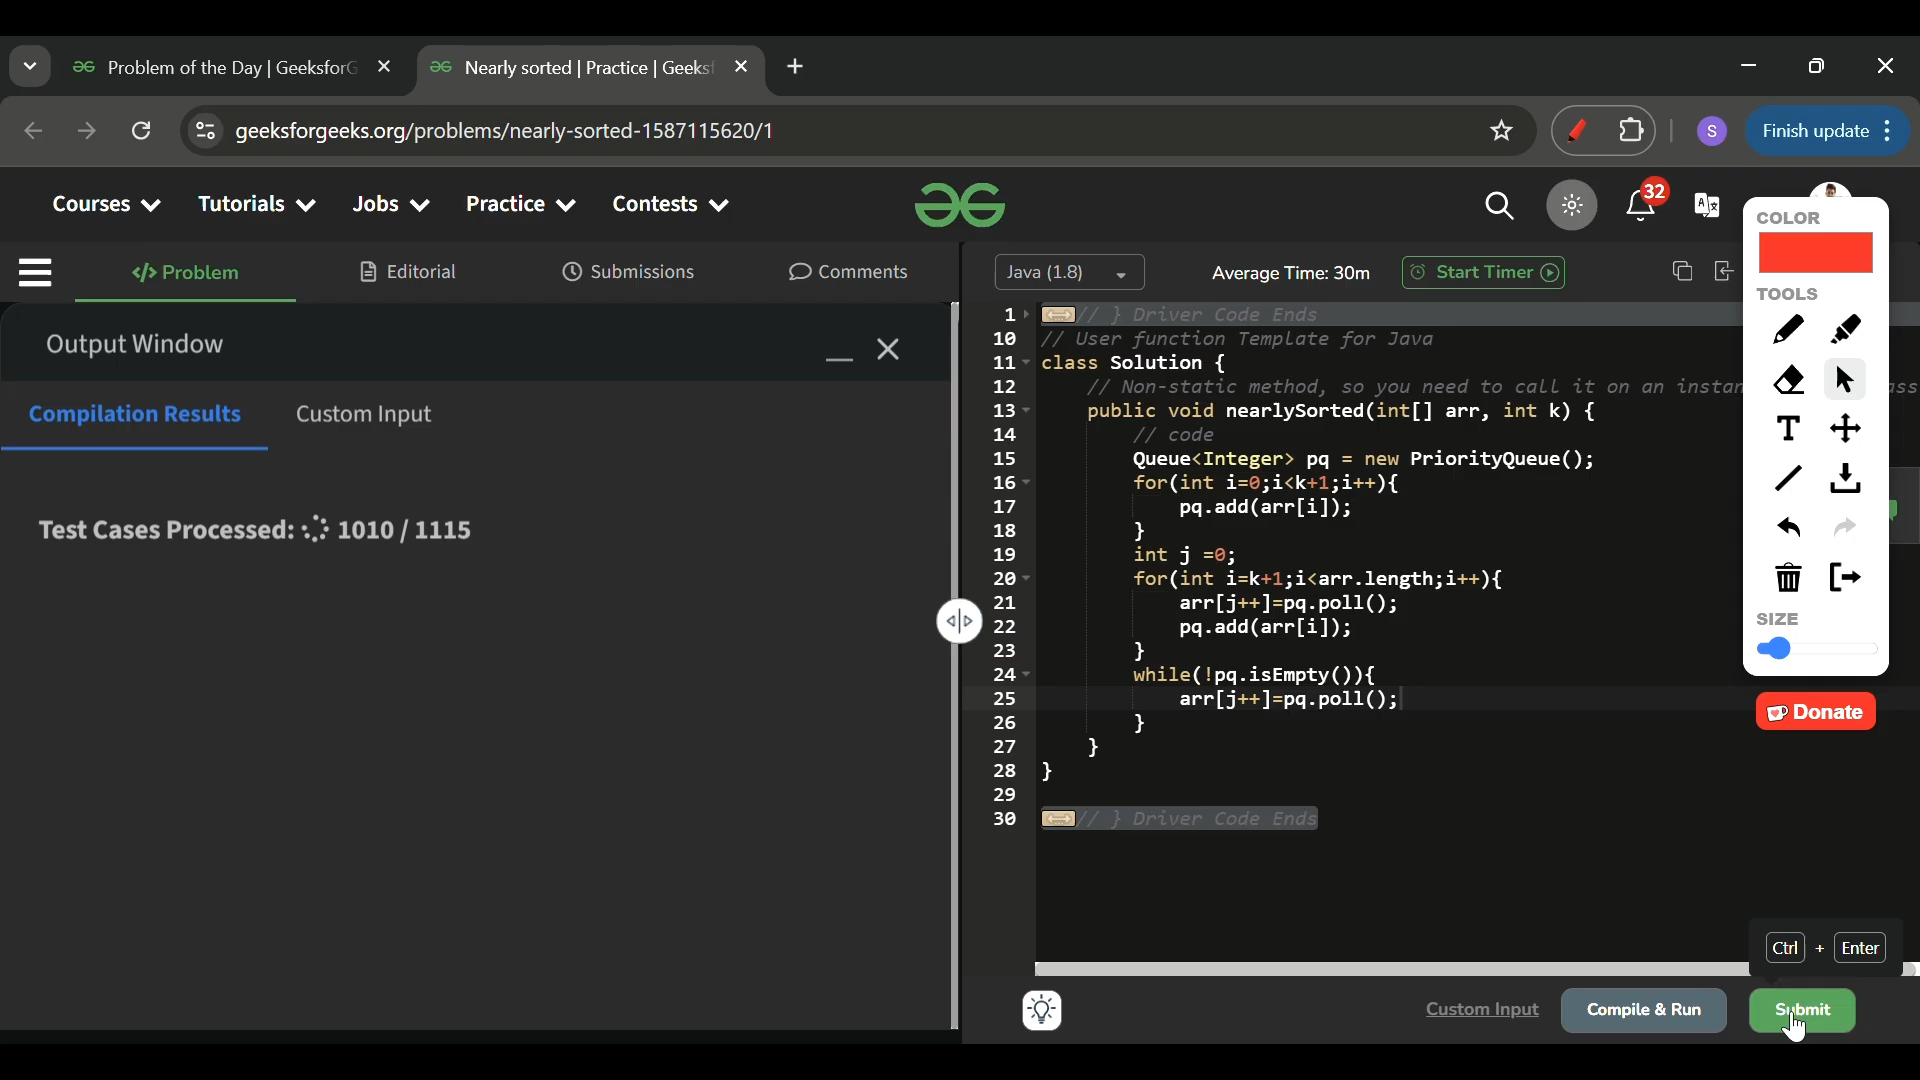 Problem of the Day | GeeksforG
Nearly sorted | Practice | Geeks
geeksforgeeks.org/problems/nearly-sorted-1587115620/1
S
Finish update
Courses
Tutorials
Jobs
Practice
Contests
32
</> Problem
Editorial
Submissions
Comments
Java (1.8)
Average Time: 30m
Start Timer
COLOR
TOOLS
T
SIZE
Donate
Output Window
Compilation Results
Custom Input
Test Cases Processed: 1010 / 1115
1 // } Driver Code Ends
10 // User function Template for Java
11 class Solution {
12 // Non-static method, so you need to call it on an instan ass
13 public void nearlySorted(int[] arr, int k) {
14 // code
15 Queue<Integer> pq = new PriorityQueue();
16 for(int i=0;i<k+1;i++){
17 pq.add(arr[i]);
18 }
19 int j =0;
20 for(int i=k+1;i<arr.length;i++){
21 arr[j++]=pq.poll();
22 pq.add(arr[i]);
23 }
24 while(!pq.isEmpty()){
25 arr[j++]=pq.poll();
26 }
27 }
28 }
29
30 // } Driver Code Ends
Ctrl + Enter
Custom Input
Compile & Run
Submit